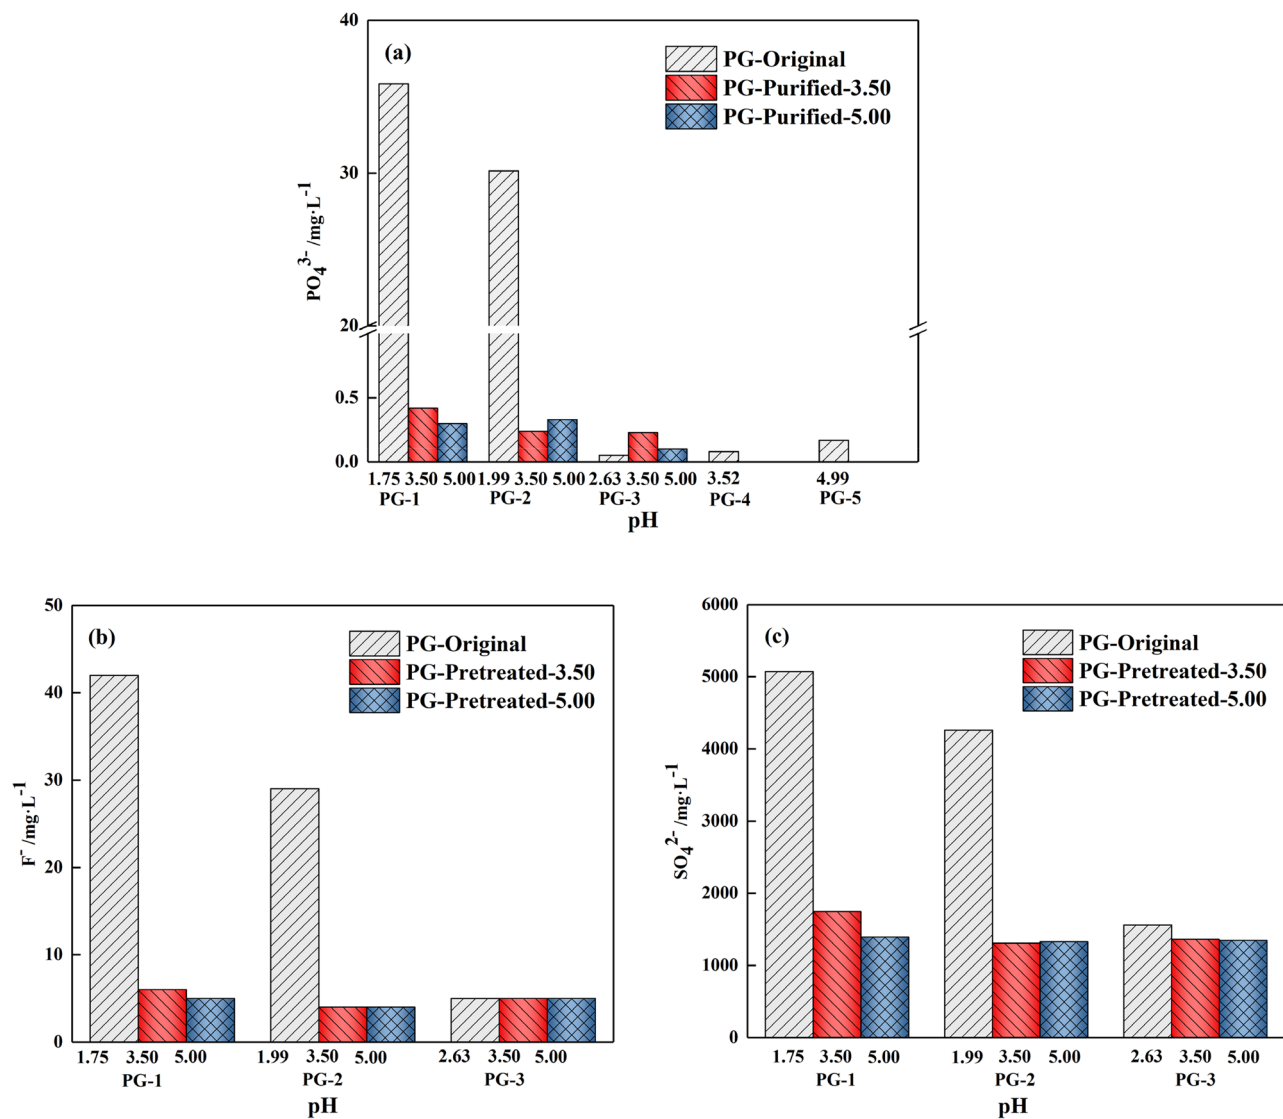 (a)
PG-Original
PG-Purified-3.50
PG-Purified-5.00
40
30
20
0.5
0.0
PO₄³⁻ /mg·L⁻¹
1.75 3.50 5.00 1.99 3.50 5.00 2.63 3.50 5.00 3.52 4.99
PG-1 PG-2 PG-3 PG-4 PG-5
pH
(b)
PG-Original
PG-Pretreated-3.50
PG-Pretreated-5.00
50
40
30
20
10
0
F⁻ /mg·L⁻¹
1.75 3.50 5.00 1.99 3.50 5.00 2.63 3.50 5.00
PG-1 PG-2 PG-3
pH
(c)
PG-Original
PG-Pretreated-3.50
PG-Pretreated-5.00
6000
5000
4000
3000
2000
1000
0
SO₄²⁻ /mg·L⁻¹
1.75 3.50 5.00 1.99 3.50 5.00 2.63 3.50 5.00
PG-1 PG-2 PG-3
pH